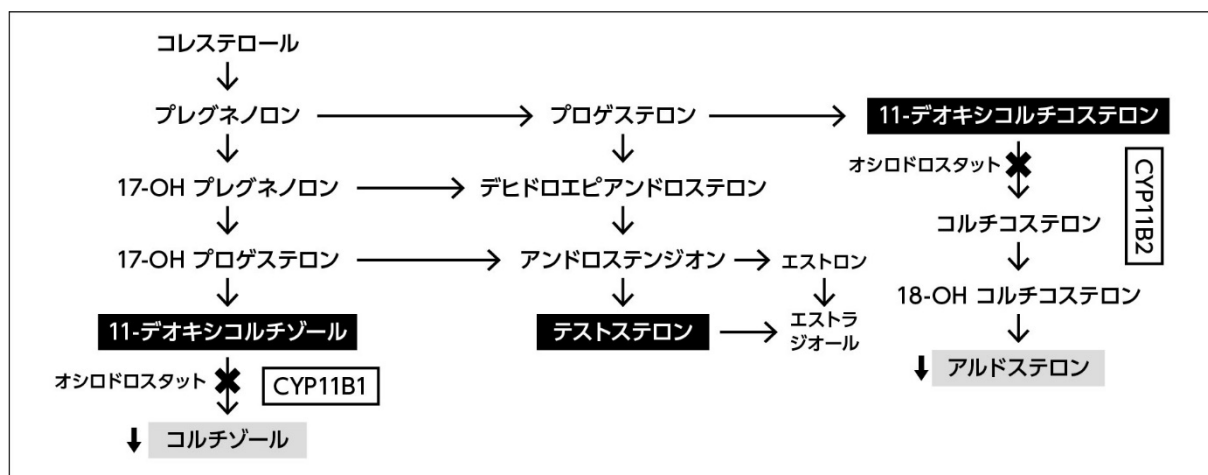 コレステロール
プレグネノロン
プロゲステロン
11-デオキシコルチコステロン
オシロドロスタット
CYP11B2
17-OH プレグネノロン
デヒドロエピアンドロステロン
コルチコステロン
17-OH プロゲステロン
アンドロステンジオン
エストロン
18-OH コルチコステロン
11-デオキシコルチゾール
テストステロン
エストラ
ジオール
アルドステロン
オシロドロスタット
CYP11B1
コルチゾール